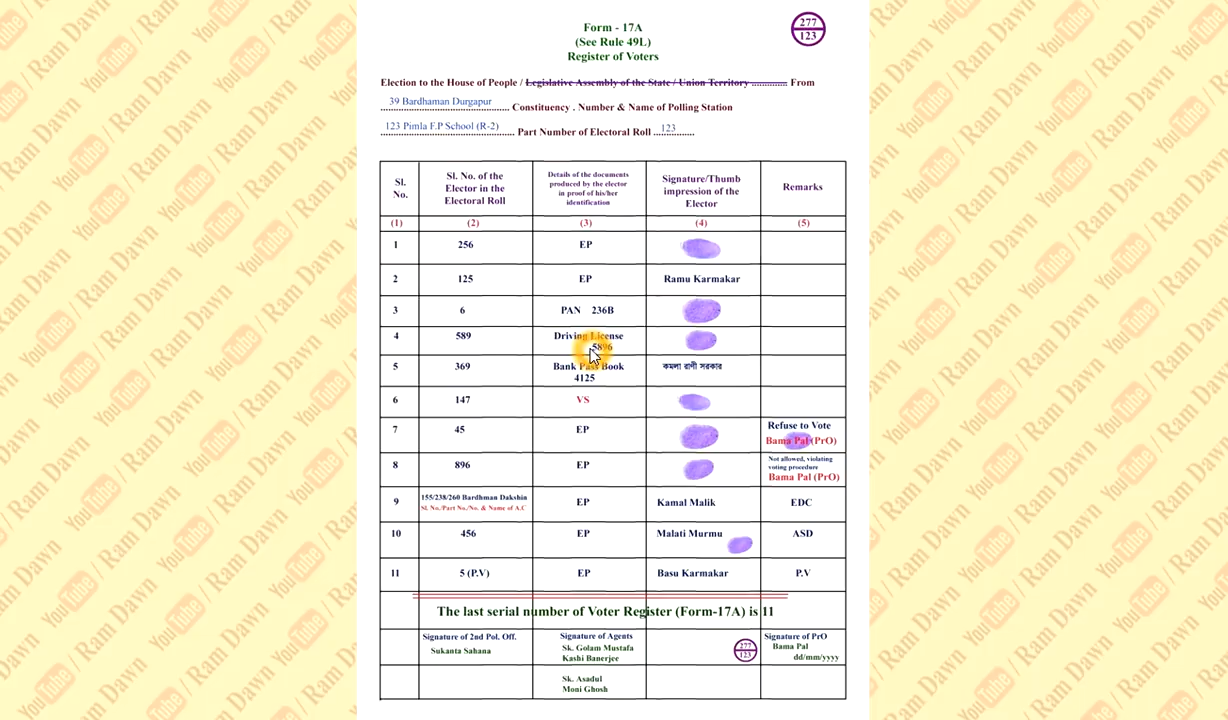 Form - 17A
(See Rule 49L)
Register of Voters
277
123
Election to the House of People / Legislative Assembly of the State / Union Territory ............. From
39 Bardhaman Durgapur Constituency . Number & Name of Polling Station
123 Pimla F.P School (R-2) Part Number of Electoral Roll 123
Sl. No.
Sl. No. of the Elector in the Electoral Roll
Details of the documents produced by the elector in proof of his/her identification
Signature/Thumb impression of the Elector
Remarks
(1) (2) (3) (4) (5)
1 256 EP
2 125 EP Ramu Karmakar
3 6 PAN 236B
4 589 Driving License 5896
5 369 Bank Pass Book 4125 কমলা রাণী সরকার
6 147 VS
7 45 EP Refuse to Vote
Bama Pal (PrO)
8 896 EP Not allowed, violating voting procedure
Bama Pal (PrO)
9 155/238/260 Bardhman Dakshin EP Kamal Malik EDC
Sl. No./Part No./No. & Name of A.C
10 456 EP Malati Murmu ASD
11 5 (P.V) EP Basu Karmakar P.V
The last serial number of Voter Register (Form-17A) is 11
Signature of 2nd Pol. Off.
Sukanta Sahana
Signature of Agents
Sk. Golam Mustafa
Kashi Banerjee
277
123
Signature of PrO
Bama Pal
dd/mm/yyyy
Sk. Asadul
Moni Ghosh
YouTube / Ram Dawn